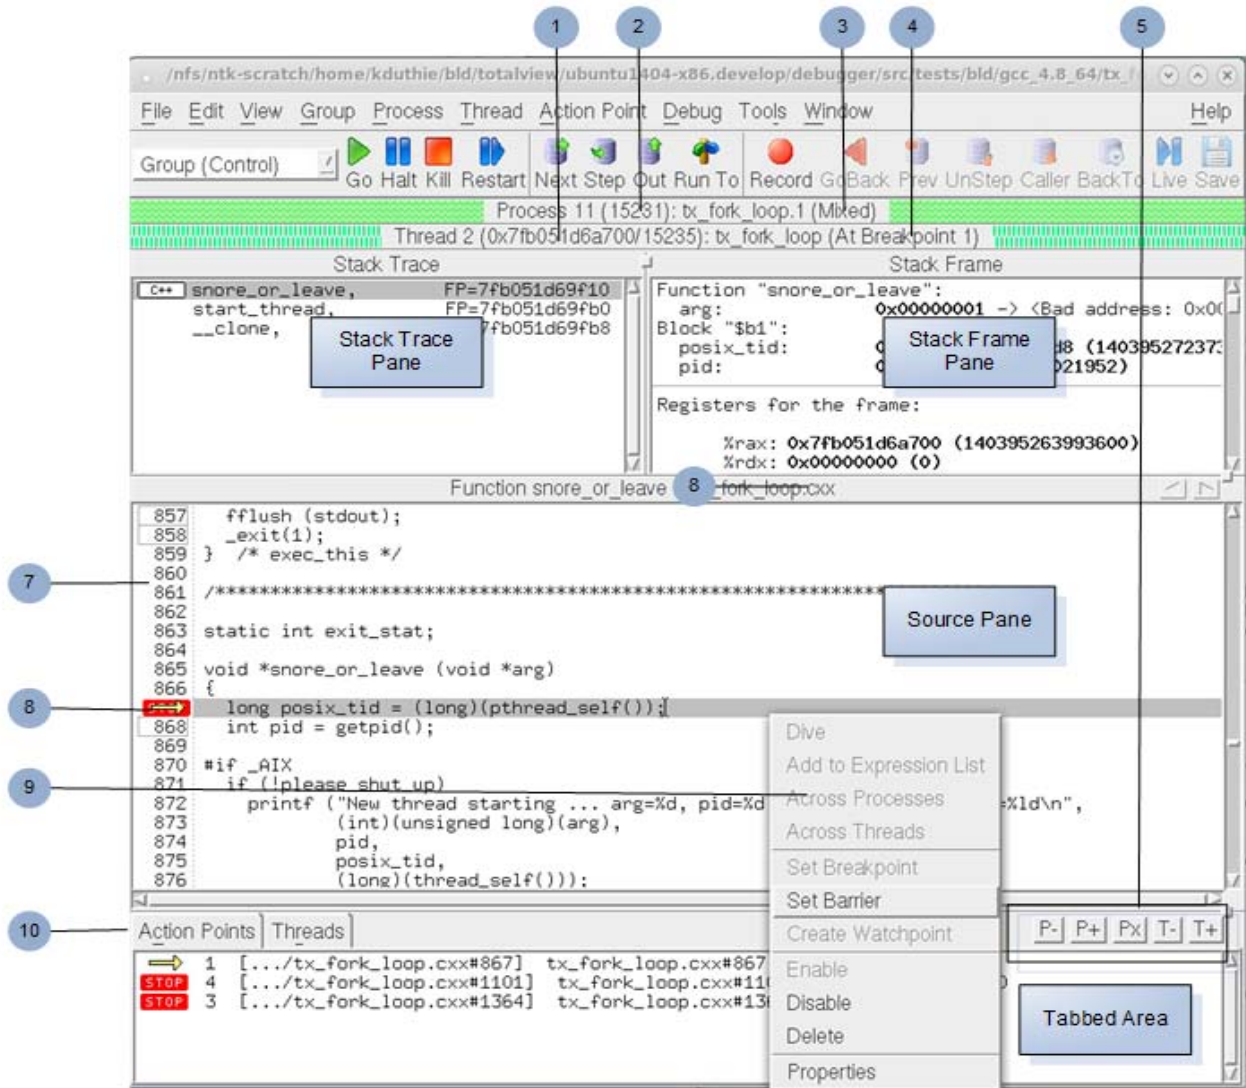 1 2 3 4 5
/nfs/ntk-scratch/home/kduthie/bld/totalview/ubuntu1404-x86.develop/debugger/src/tests/bld/gcc_4.8_64/tx_f
File Edit View Group Process Thread Action Point Debug Tools Window Help
Group (Control) Go Halt Kill Restart Next Step Out Run To Record GoBack Prev UnStep Caller BackTo Live Save
Process 11 (15231): tx_fork_loop.1 (Mixed)
Thread 2 (0x7fb051d6a700/15235): tx_fork_loop (At Breakpoint 1)
Stack Trace
C++ snore_or_leave, FP=7fb051d69f10
start_thread, FP=7fb051d69fb0
__clone, 7fb051d69fb8
Stack Trace Pane
Stack Frame
Function "snore_or_leave":
arg: 0x00000001 -> <Bad address: 0x00
Block "$b1":
posix_tid: d8 (140395272373
pid: 021952)
Stack Frame Pane
Registers for the frame:
%rax: 0x7fb051d6a700 (140395263993600)
%rdx: 0x00000000 (0)
Function snore_or_leave 8 fork_loop.cxx
857 fflush (stdout);
858 _exit(1);
859 } /* exec_this */
7
860
861 /****************************************************************
862
863 static int exit_stat;
Source Pane
864
865 void *snore_or_leave (void *arg)
866 {
8
long posix_tid = (long)(pthread_self());
868 int pid = getpid();
869
870 #if _AIX
871 if (!please_shut_up)
9
872 printf ("New thread starting ... arg=%d, pid=%d =%ld\n",
873 (int)(unsigned long)(arg),
874 pid,
875 posix_tid,
876 (long)(thread_self()));
Dive
Add to Expression List
Across Processes
Across Threads
Set Breakpoint
Set Barrier
Create Watchpoint
Enable
Disable
Delete
Properties
10
Action Points Threads P- P+ Px T- T+
1 [.../tx_fork_loop.cxx#867] tx_fork_loop.cxx#867
STOP 4 [.../tx_fork_loop.cxx#1101] tx_fork_loop.cxx#110
STOP 3 [.../tx_fork_loop.cxx#1364] tx_fork_loop.cxx#136
Tabbed Area